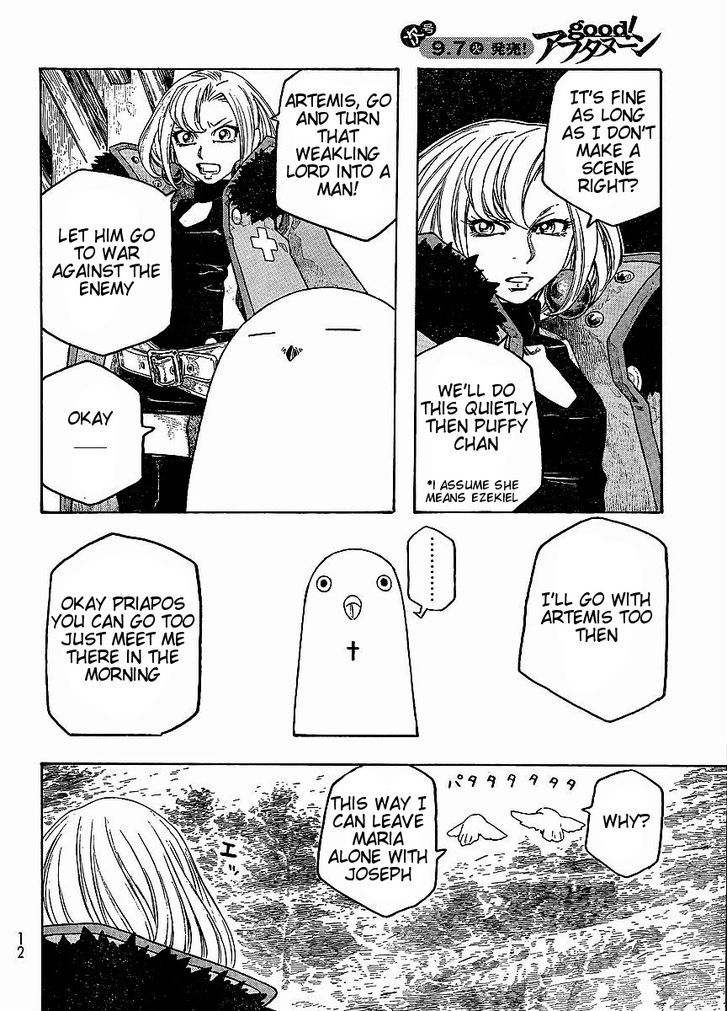 次号
9.7火発売!
good!
アフタヌーン
IT'S FINE
AS LONG
AS I DON'T
MAKE A
SCENE
RIGHT?
WE'LL DO
THIS QUIETLY
THEN PUFFY
CHAN
*I ASSUME SHE
MEANS EZEKIEL
ARTEMIS, GO
AND TURN
THAT
WEAKLING
LORD INTO A
MAN!
LET HIM GO
TO WAR
AGAINST THE
ENEMY
OKAY
I'LL GO WITH
ARTEMIS TOO
THEN
.........
OKAY PRIAPOS
YOU CAN GO TOO
JUST MEET ME
THERE IN THE
MORNING
WHY?
パタタタタタタ
THIS WAY I
CAN LEAVE
MARIA
ALONE WITH
JOSEPH
エッ
12